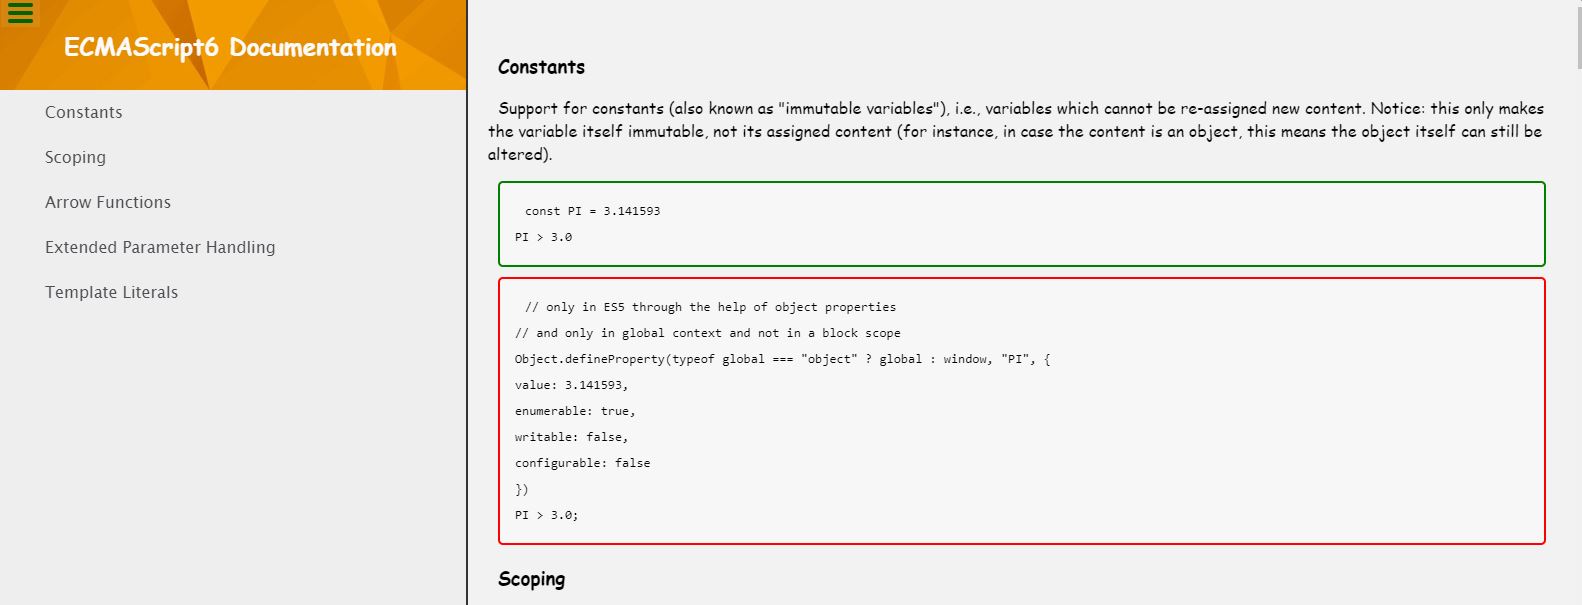 ECMAScript6 Documentation
Constants
Scoping
Arrow Functions
Extended Parameter Handling
Template Literals
Constants
Support for constants (also known as "immutable variables"), i.e., variables which cannot be re-assigned new content. Notice: this only makes
the variable itself immutable, not its assigned content (for instance, in case the content is an object, this means the object itself can still be
altered).
const PI = 3.141593
PI > 3.0
// only in ES5 through the help of object properties
// and only in global context and not in a block scope
Object.defineProperty(typeof global === "object" ? global : window, "PI", {
value: 3.141593,
enumerable: true,
writable: false,
configurable: false
})
PI > 3.0;
Scoping